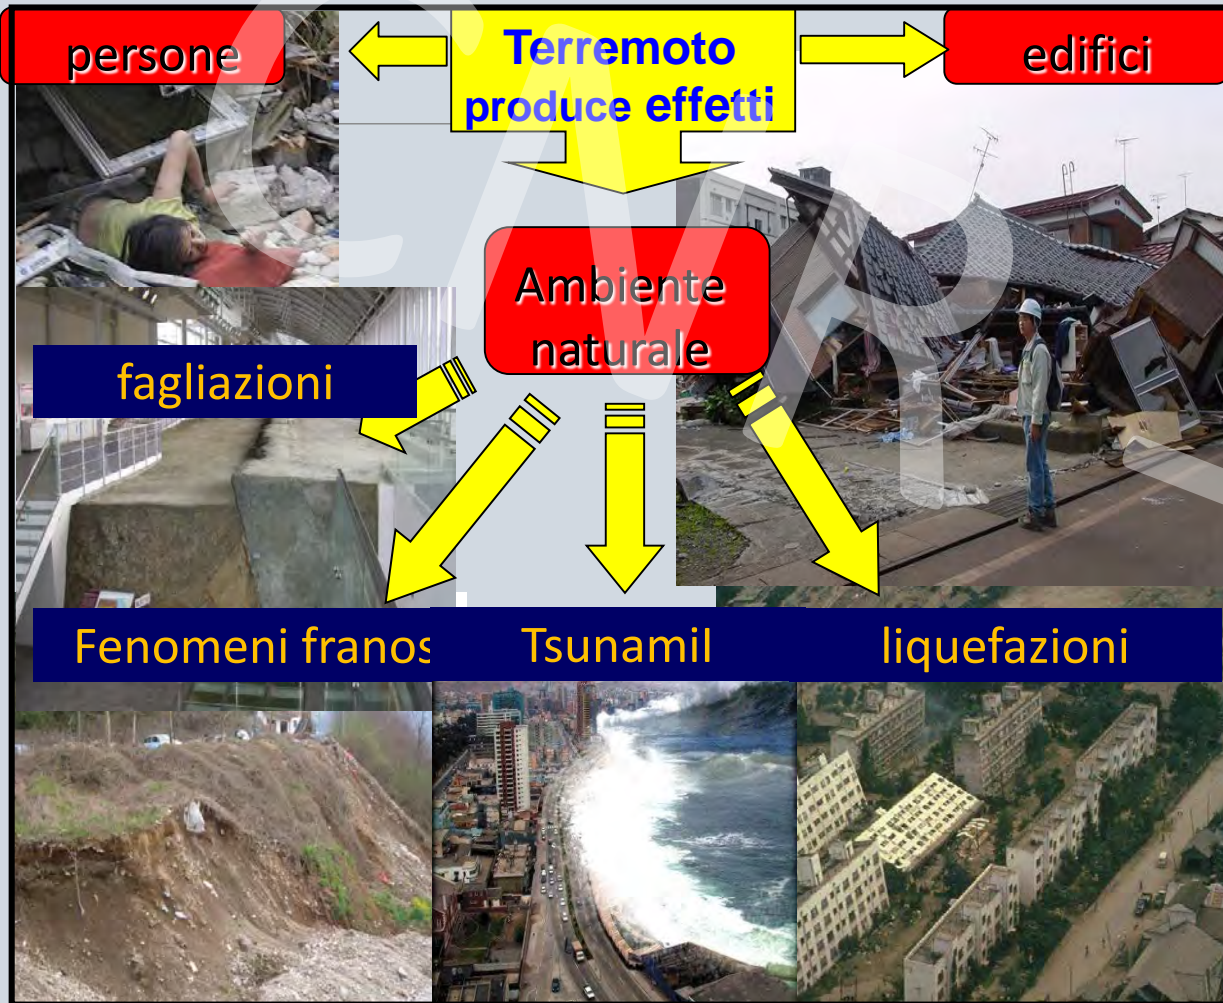 persone
Terremoto
produce effetti
edifici
Ambiente
naturale
fagliazioni
Fenomeni franos
Tsunamil
liquefazioni